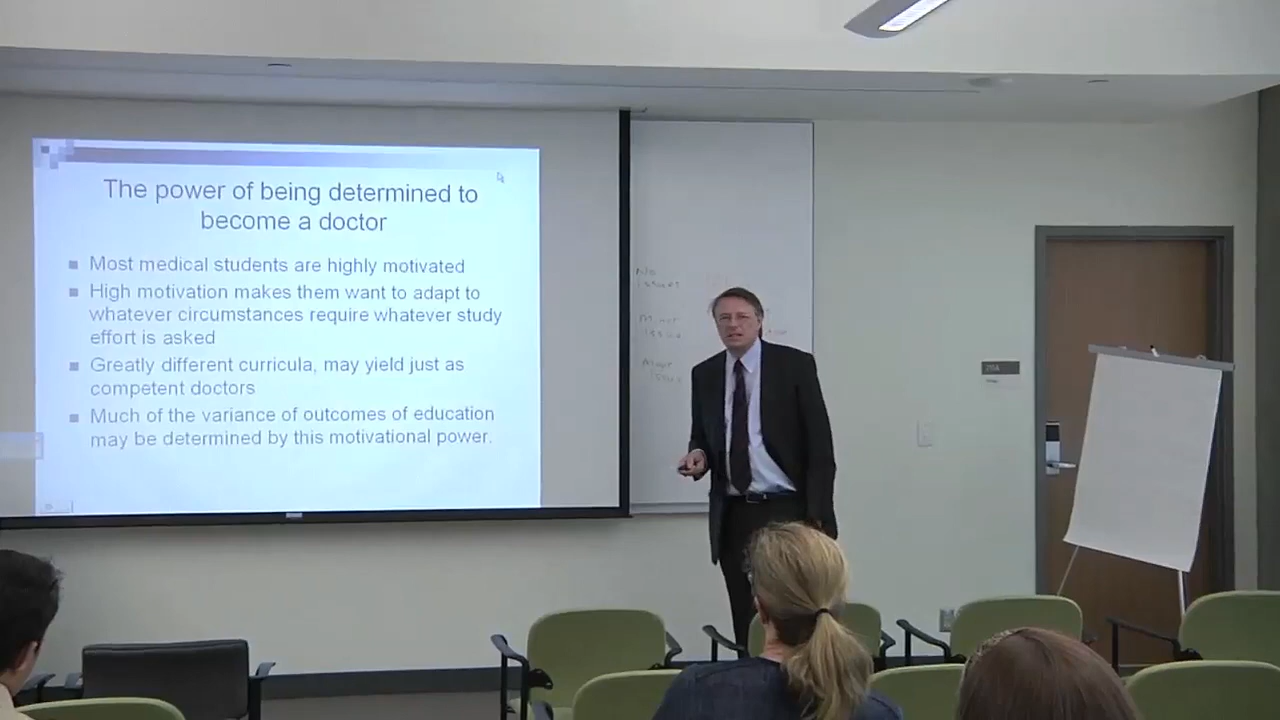 The power of being determined to
become a doctor
Most medical students are highly motivated
High motivation makes them want to adapt to
whatever circumstances require whatever study
effort is asked
Greatly different curricula, may yield just as
competent doctors
Much of the variance of outcomes of education
may be determined by this motivational power.